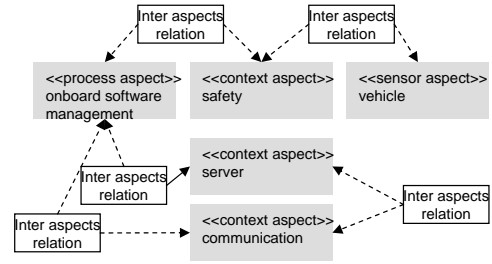 Inter aspects
relation
Inter aspects
relation
<<process aspect>>
onboard software
management
<<context aspect>>
safety
<<sensor aspect>>
vehicle
<<context aspect>>
server
Inter aspects
relation
Inter aspects
relation
Inter aspects
relation
<<context aspect>>
communication